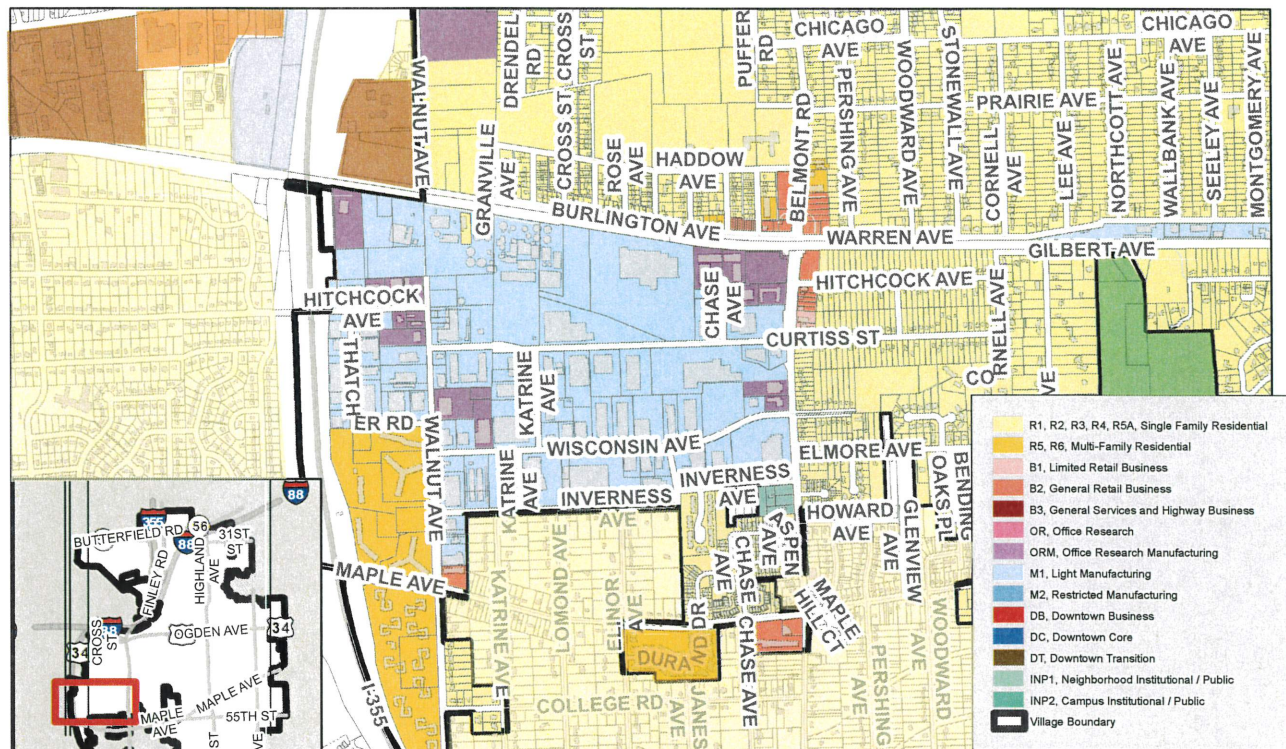 CHICAGO AVE
CHICAGO AVE
DRENDEL RD
CROSS ST
CROSS ST
PUFFER RD
PERSHING AVE
WOODWARD AVE
STONEWALL AVE
PRAIRIE AVE
CORNELL AVE
LEE AVE
NORTHCOTT AVE
WALLBANK AVE
SEELEY AVE
MONTGOMERY AVE
WALNUT AVE
GRANVILLE AVE
ROSE AVE
HADDOW AVE
BELMONT RD
BURLINGTON AVE
WARREN AVE
GILBERT AVE
HITCHCOCK AVE
CHASE AVE
HITCHCOCK AVE
CORNELL AVE
CURTISS ST
THATCHER RD
KATRINE AVE
CO
VE
WALNUT AVE
WISCONSIN AVE
ELMORE AVE
KATRINE AVE
INVERNESS AVE
INVERNESS AVE
ASPEN AVE
HOWARD AVE
GLENVIEW
OAKS PL
BENDING
MAPLE AVE
KATRINE AVE
LOMOND AVE
ELINOR AVE
CHASE AVE
CHASE AVE
MAPLE HILL CT
DURAND DR
COLLEGE RD
JANES AVE
PERSHING AVE
WOODWARD AVE
I-355
R1, R2, R3, R4, R5A, Single Family Residential
R5, R6, Multi-Family Residential
B1, Limited Retail Business
B2, General Retail Business
B3, General Services and Highway Business
OR, Office Research
ORM, Office Research Manufacturing
M1, Light Manufacturing
M2, Restricted Manufacturing
DB, Downtown Business
DC, Downtown Core
DT, Downtown Transition
INP1, Neighborhood Institutional / Public
INP2, Campus Institutional / Public
Village Boundary
88
355
56
BUTTERFIELD RD
88
31ST ST
FINLEY RD
HIGHLAND AVE
CROSS ST
88
OGDEN AVE
34
34
MAPLE AVE
MAPLE AVE
55TH ST
ST
VE